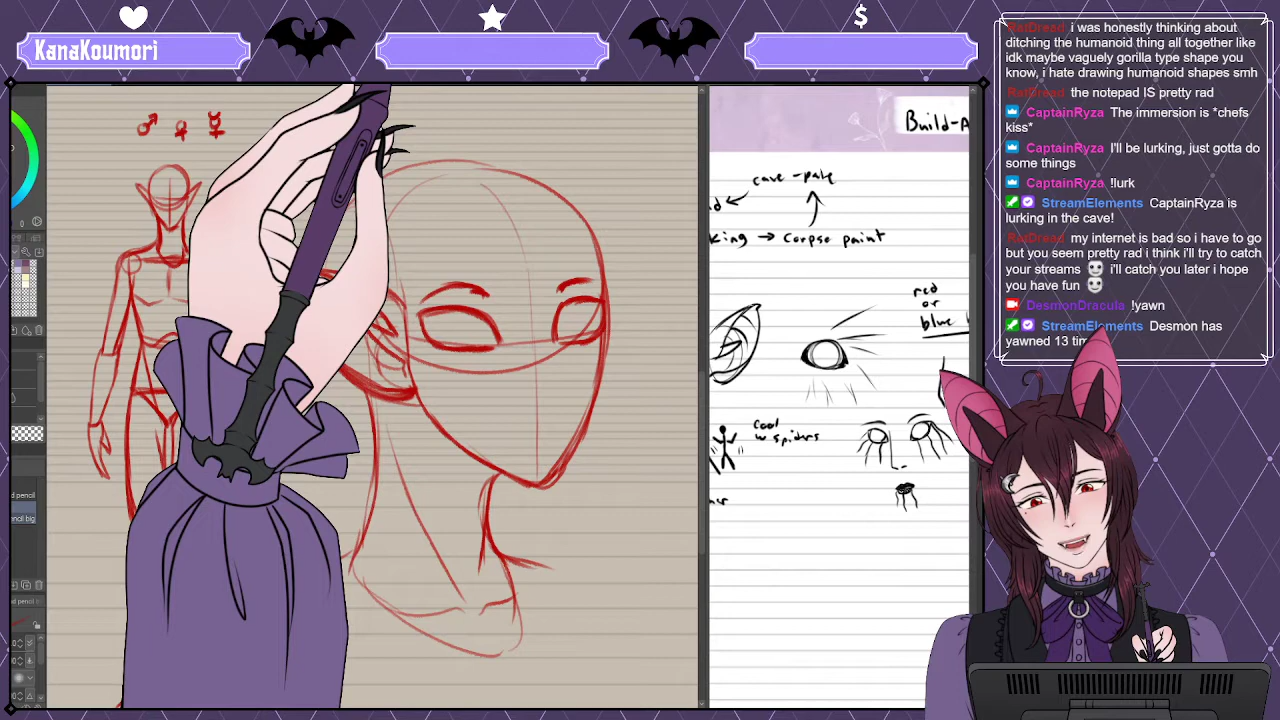 KanaKoumori
$
RatDread i was honestly thinking about
ditching the humanoid thing all together like
idk maybe vaguely gorilla type shape you
know, i hate drawing humanoid shapes smh
RatDread the notepad IS pretty rad
CaptainRyza The immersion is *chefs
kiss*
CaptainRyza I'll be lurking, just gotta do
some things
CaptainRyza !lurk
StreamElements CaptainRyza is
lurking in the cave!
RatDread my internet is bad so i have to go
but you seem pretty rad i think i'll try to catch
your streams i'll catch you later i hope
you have fun
DesmonDracula !yawn
StreamElements Desmon has
yawned 13 tim
Build-A
cave - pale
king → corpse paint
red
or
blue
cool
w spiders
pencil